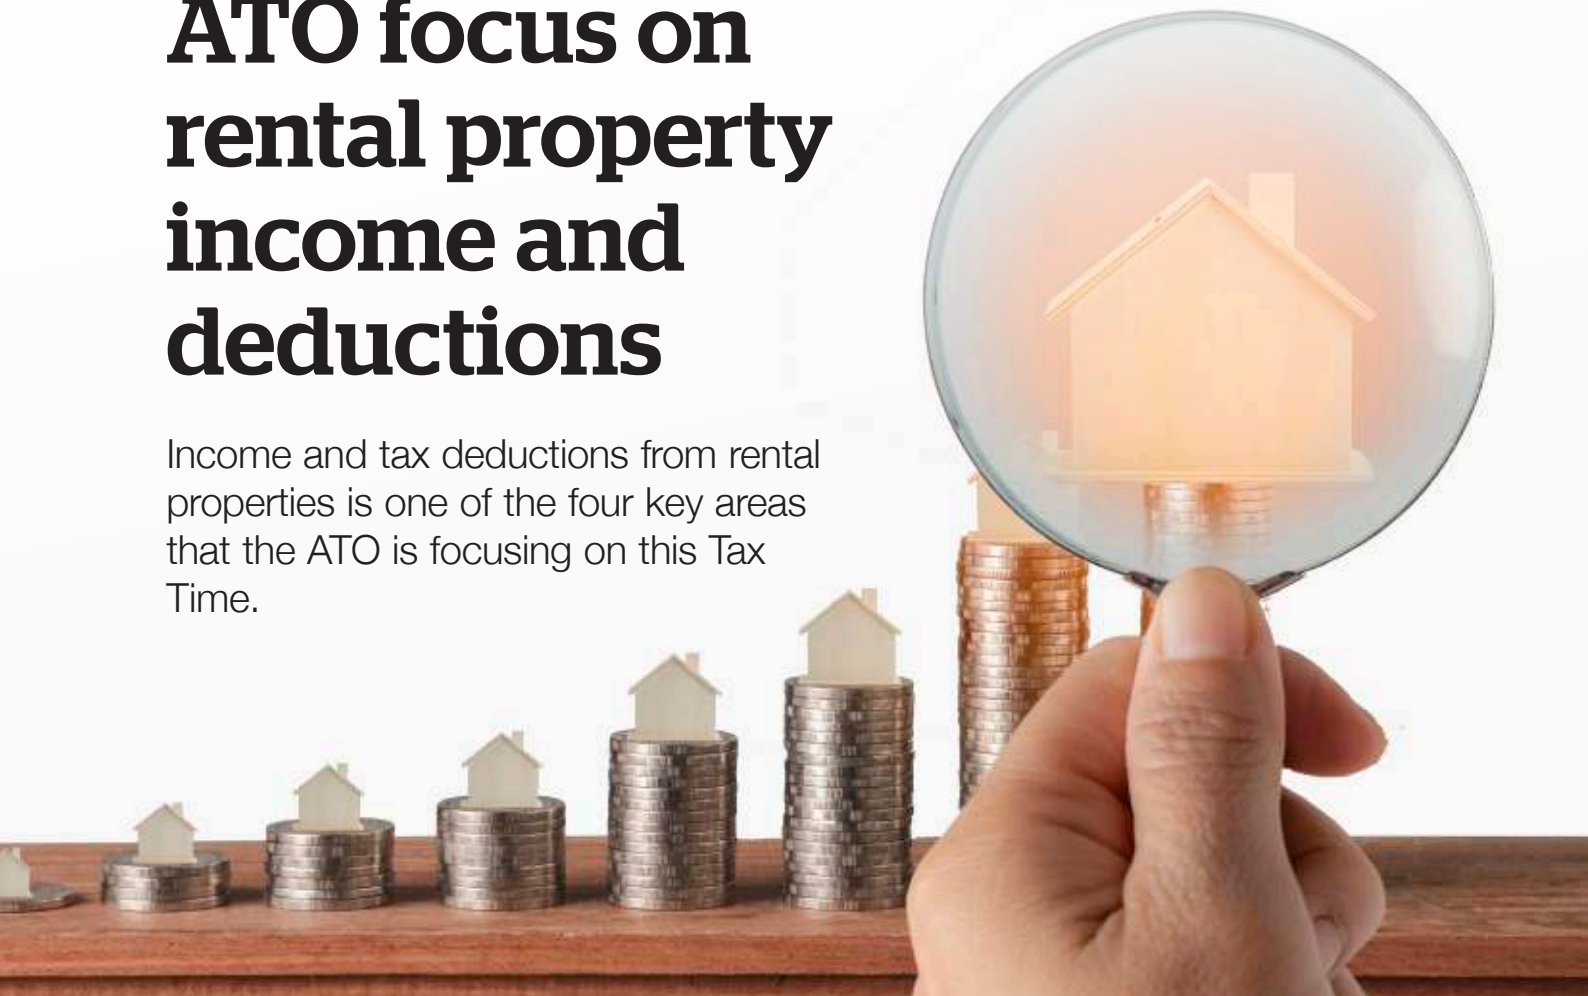 ATO focus on
rental property
income and
deductions
Income and tax deductions from rental
properties is one of the four key areas
that the ATO is focusing on this Tax
Time.